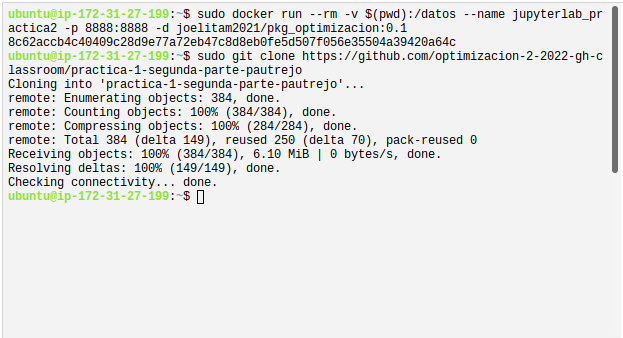 ubuntu@ip-172-31-27-199:~$ sudo docker run --rm -v $(pwd):/datos --name jupyterlab_pr
actica2 -p 8888:8888 -d joelitam2021/pkg_optimizacion:0.1
8c62accb4c40409c28d9e77a72eb47c8d8eb0fe5d507f056e35504a39420a64c
ubuntu@ip-172-31-27-199:~$ sudo git clone https://github.com/optimizacion-2-2022-gh-c
lassroom/practica-1-segunda-parte-pautrejo
Cloning into 'practica-1-segunda-parte-pautrejo'...
remote: Enumerating objects: 384, done.
remote: Counting objects: 100% (384/384), done.
remote: Compressing objects: 100% (284/284), done.
remote: Total 384 (delta 149), reused 250 (delta 70), pack-reused 0
Receiving objects: 100% (384/384), 6.10 MiB | 0 bytes/s, done.
Resolving deltas: 100% (149/149), done.
Checking connectivity... done.
ubuntu@ip-172-31-27-199:~$